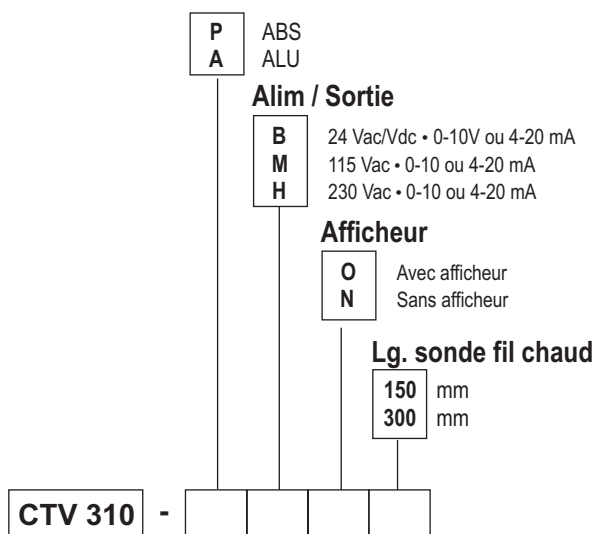 P ABS
A ALU
Alim / Sortie
B 24 Vac/Vdc • 0-10V ou 4-20 mA
M 115 Vac • 0-10 ou 4-20 mA
H 230 Vac • 0-10 ou 4-20 mA
Afficheur
O Avec afficheur
N Sans afficheur
Lg. sonde fil chaud
150 mm
300 mm
CTV 310 -